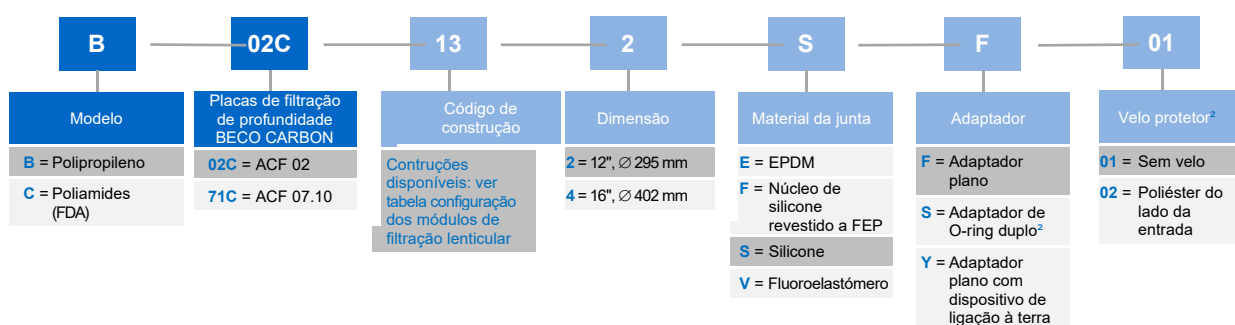 B
02C
13
2
S
F
01
Modelo
Placas de filtração
de profundidade
BECO CARBON
Código de
construção
Dimensão
Material da junta
Adaptador
Velo protetor²
B = Polipropileno
C = Poliamides
(FDA)
02C = ACF 02
71C = ACF 07.10
Contruções
disponíveis: ver
tabela configuração
dos módulos de
filtração lenticular
2 = 12", ∅ 295 mm
4 = 16", ∅ 402 mm
E = EPDM
F = Núcleo de
silicone
revestido a FEP
S = Silicone
V = Fluoroelastómero
F = Adaptador
plano
S = Adaptador de
O-ring duplo²
Y = Adaptador
plano com
dispositivo de
ligação à terra
01 = Sem velo
02 = Poliéster do
lado da
entrada